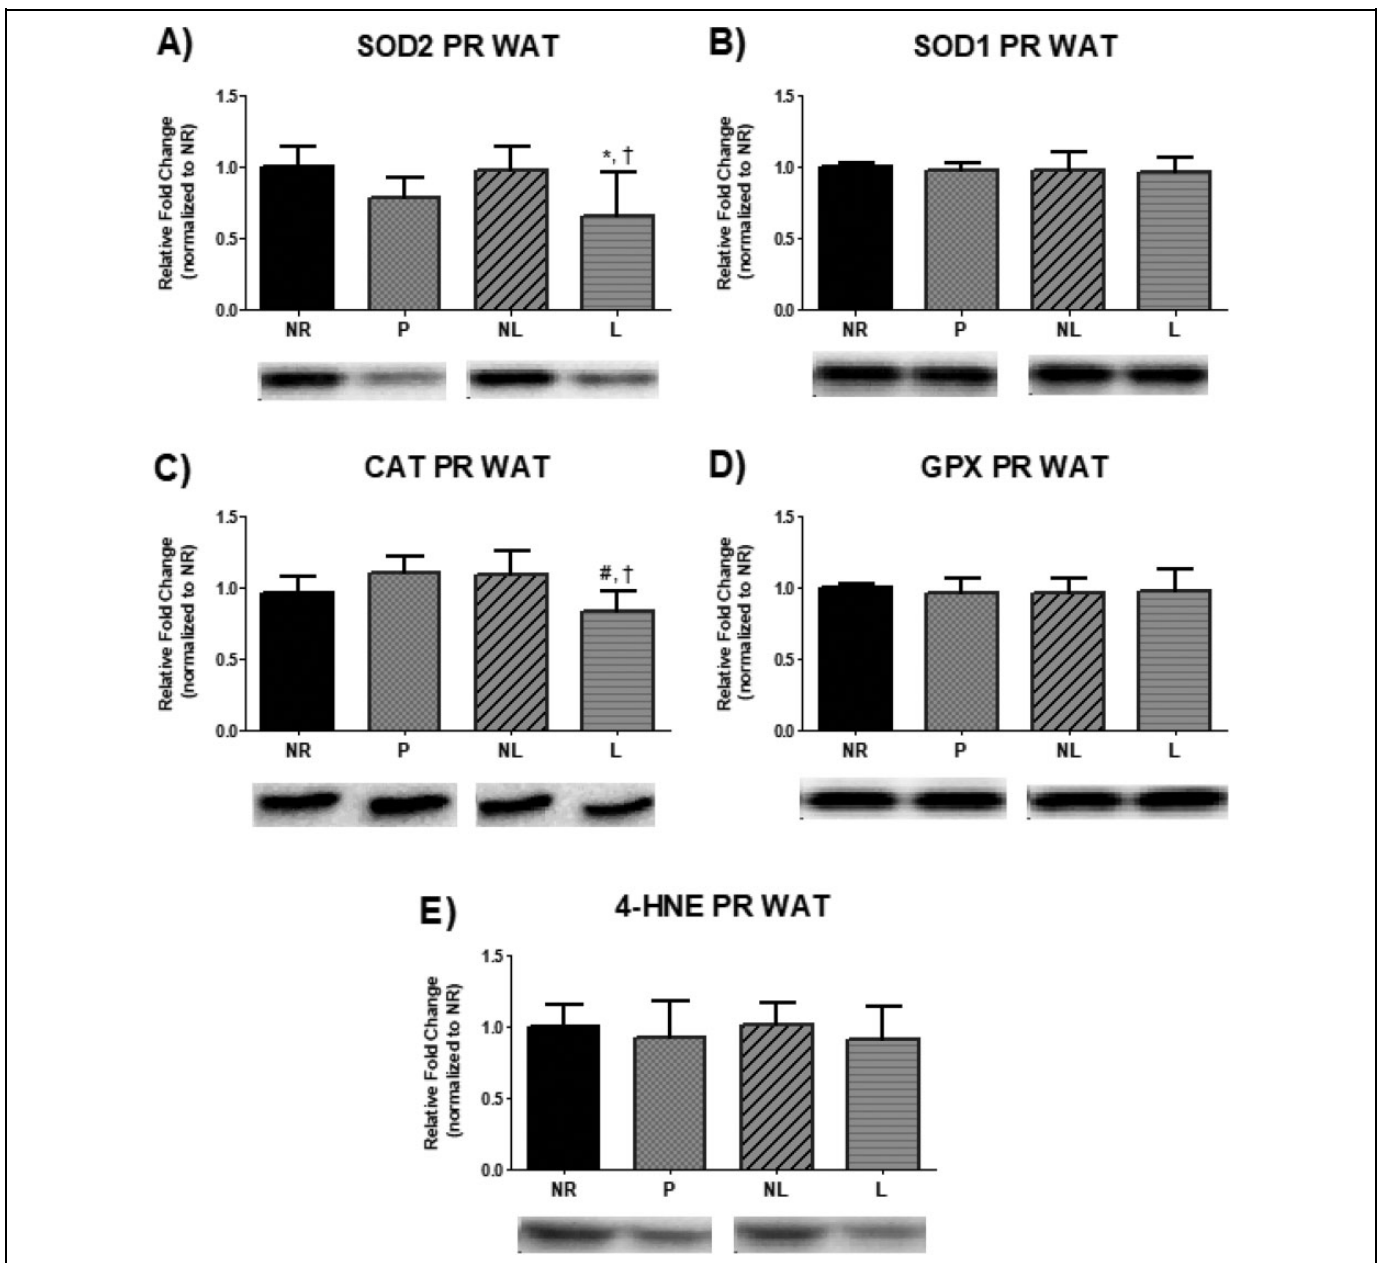 A)
SOD2 PR WAT
Relative Fold Change
(normalized to NR)
1.5
1.0
0.5
0.0
*, †
NR P NL L
B)
SOD1 PR WAT
Relative Fold Change
(normalized to NR)
1.5
1.0
0.5
0.0
NR P NL L
C)
CAT PR WAT
Relative Fold Change
(normalized to NR)
1.5
1.0
0.5
0.0
#, †
NR P NL L
D)
GPX PR WAT
Relative Fold Change
(normalized to NR)
1.5
1.0
0.5
0.0
NR P NL L
E)
4-HNE PR WAT
Relative Fold Change
(normalized to NR)
1.5
1.0
0.5
0.0
NR P NL L